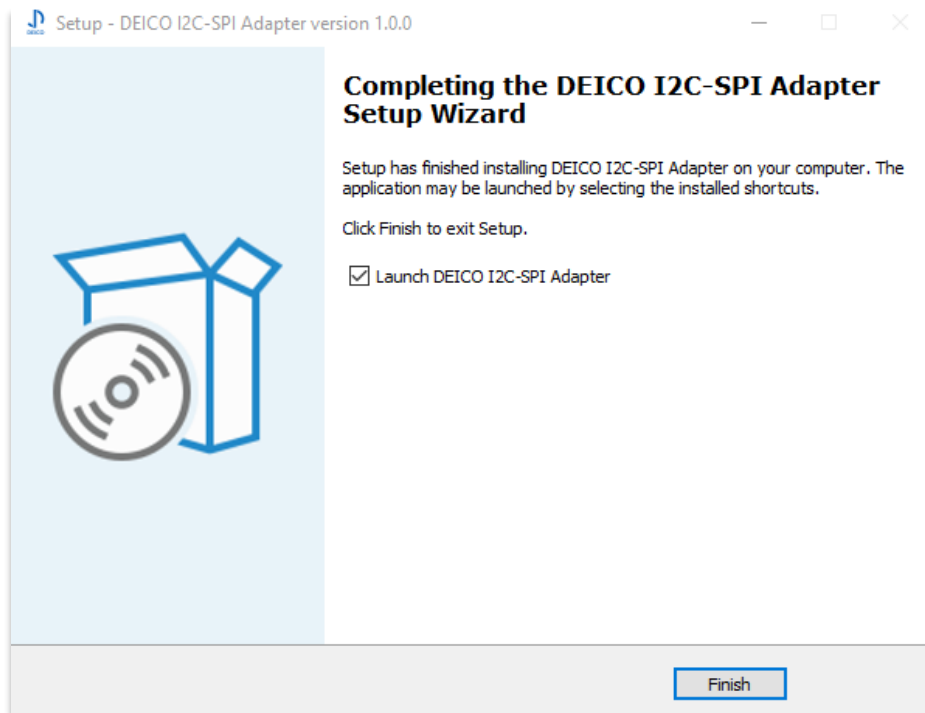 DEICO
Setup - DEICO I2C-SPI Adapter version 1.0.0
Completing the DEICO I2C-SPI Adapter
Setup Wizard
Setup has finished installing DEICO I2C-SPI Adapter on your computer. The
application may be launched by selecting the installed shortcuts.
Click Finish to exit Setup.
Launch DEICO I2C-SPI Adapter
Finish